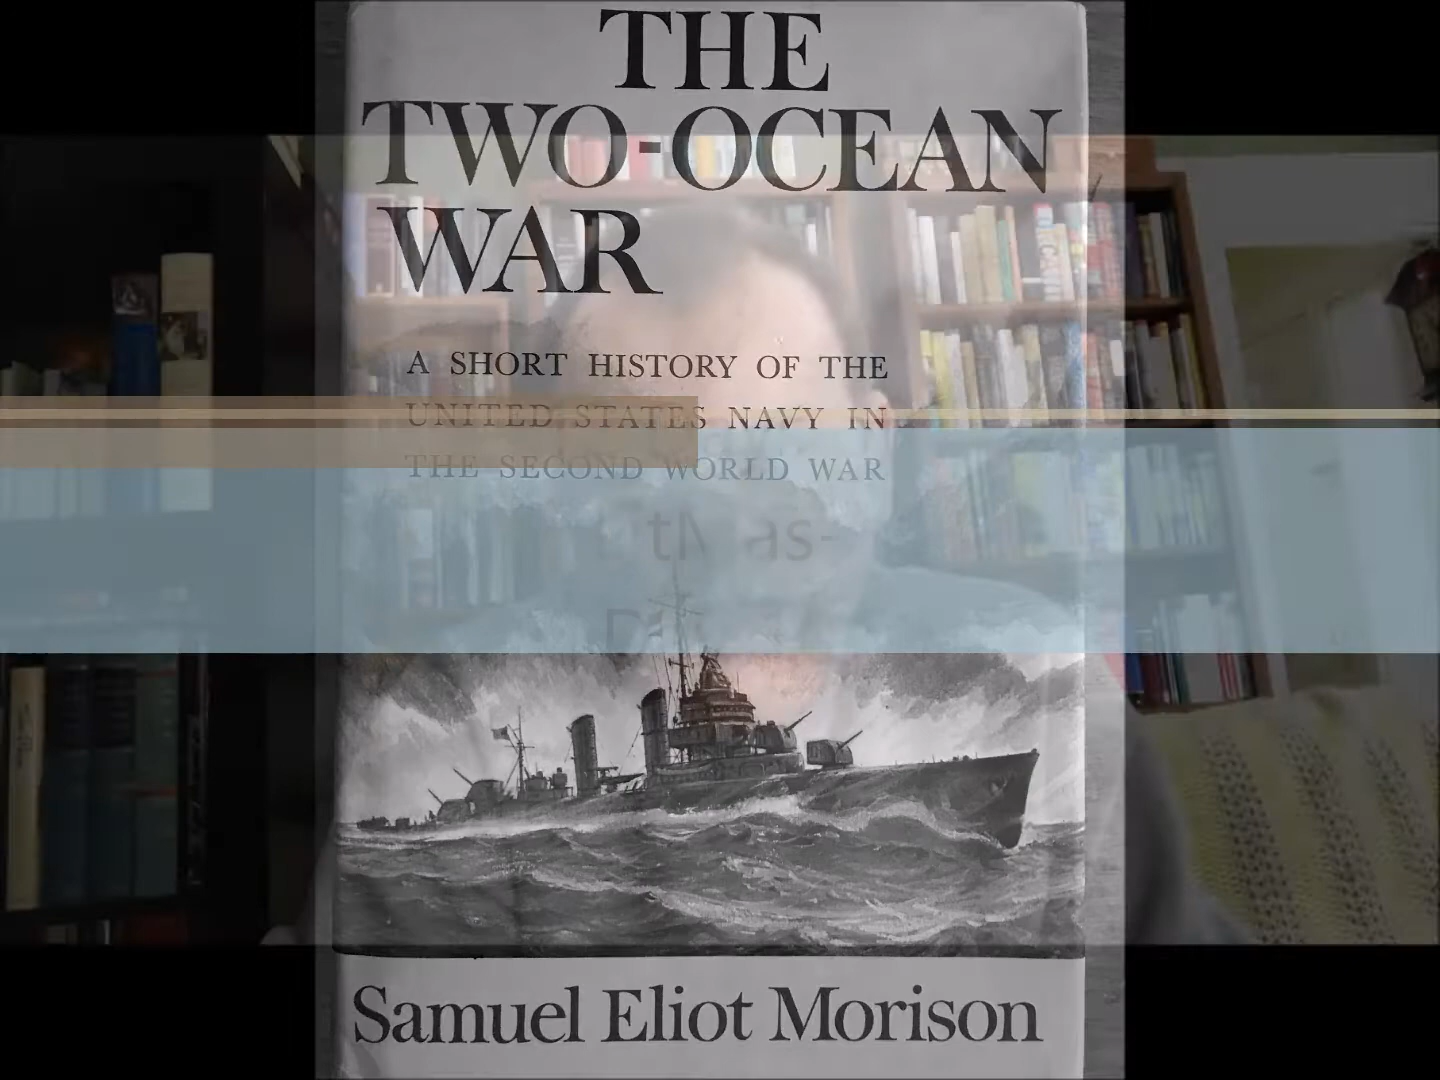 THE
TWO-OCEAN
WAR
A SHORT HISTORY OF THE
UNITED STATES NAVY IN
THE SECOND WORLD WAR
Samuel Eliot Morison